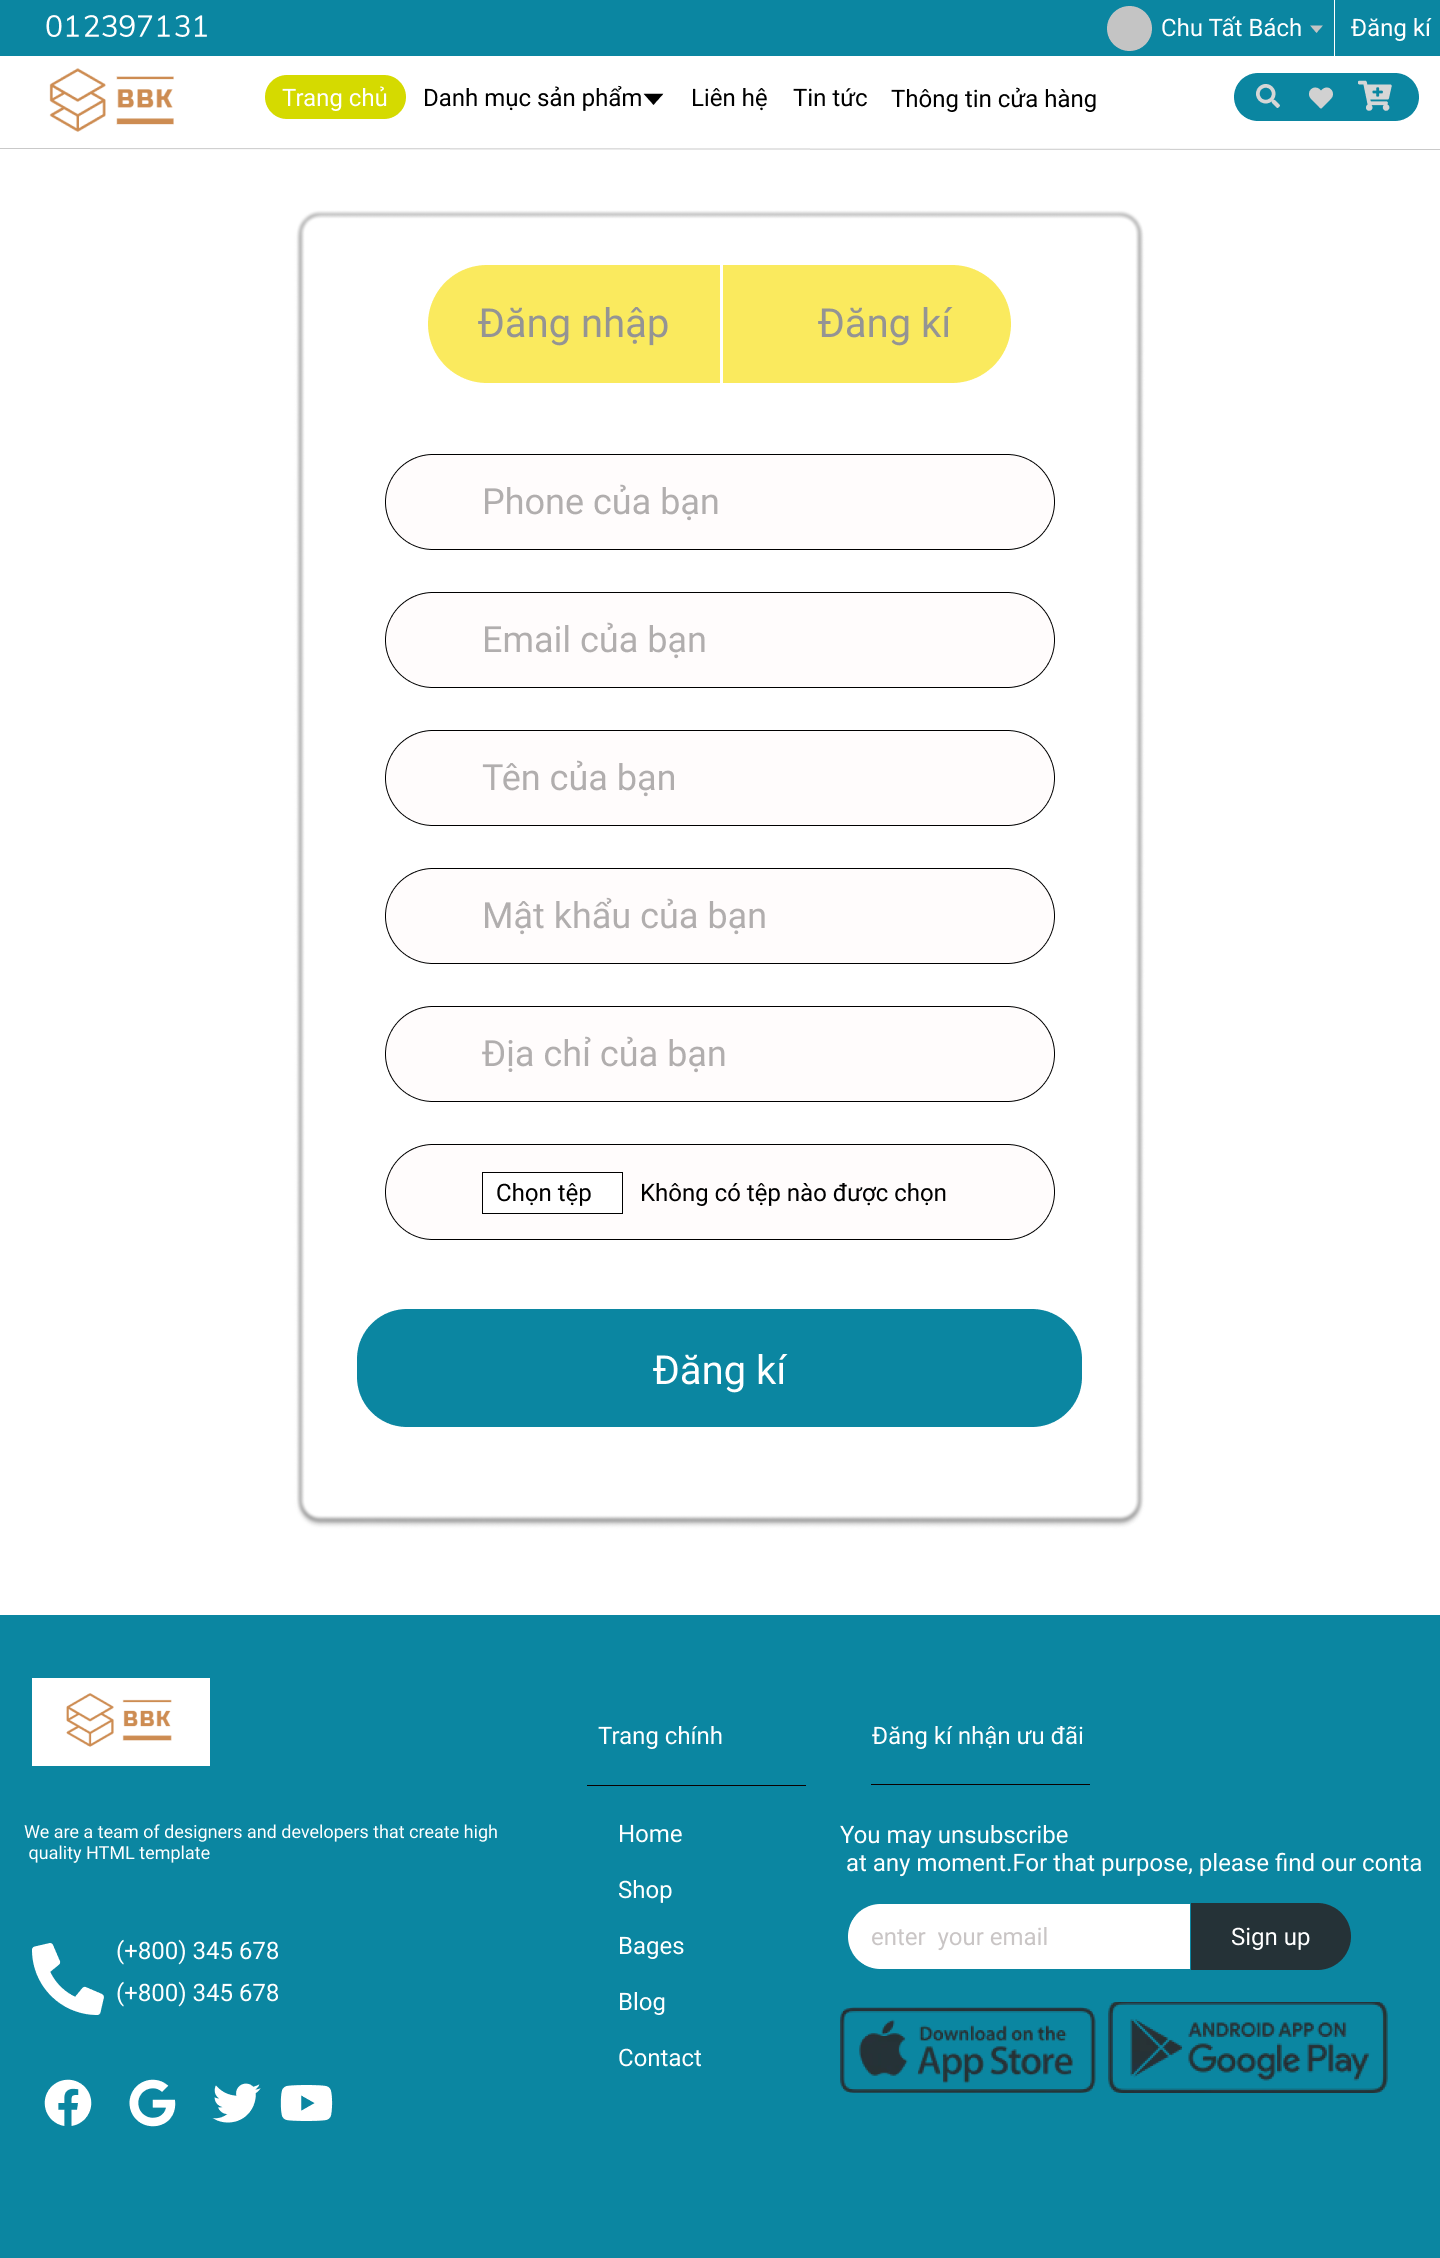 012397131
Chu Tất Bách
Đăng kí
BBK
Trang chủ
Danh mục sản phẩm
Liên hệ
Tin tức
Thông tin cửa hàng
Đăng nhập
Đăng kí
Phone của bạn
Email của bạn
Tên của bạn
Mật khẩu của bạn
Địa chỉ của bạn
Chọn tệp
Không có tệp nào được chọn
Đăng kí
BBK
We are a team of designers and developers that create high
quality HTML template
(+800) 345 678
(+800) 345 678
Trang chính
Home
Shop
Bages
Blog
Contact
Đăng kí nhận ưu đãi
You may unsubscribe
at any moment.For that purpose, please find our conta
enter  your email
Sign up
Download on the
App Store
ANDROID APP ON
Google Play